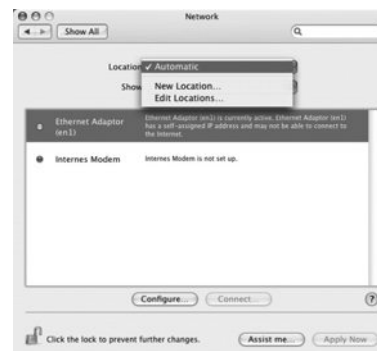 Network
Show All
Location
✓ Automatic
New Location...
Edit Locations...
Show
Ethernet Adaptor (en1)
Ethernet Adaptor (en1) is currently active. Ethernet Adaptor (en1)
has a self-assigned IP address and may not be able to connect to
the Internet.
Internes Modem
Internes Modem is not set up.
Configure...
Connect...
?
Click the lock to prevent further changes.
Assist me...
Apply Now